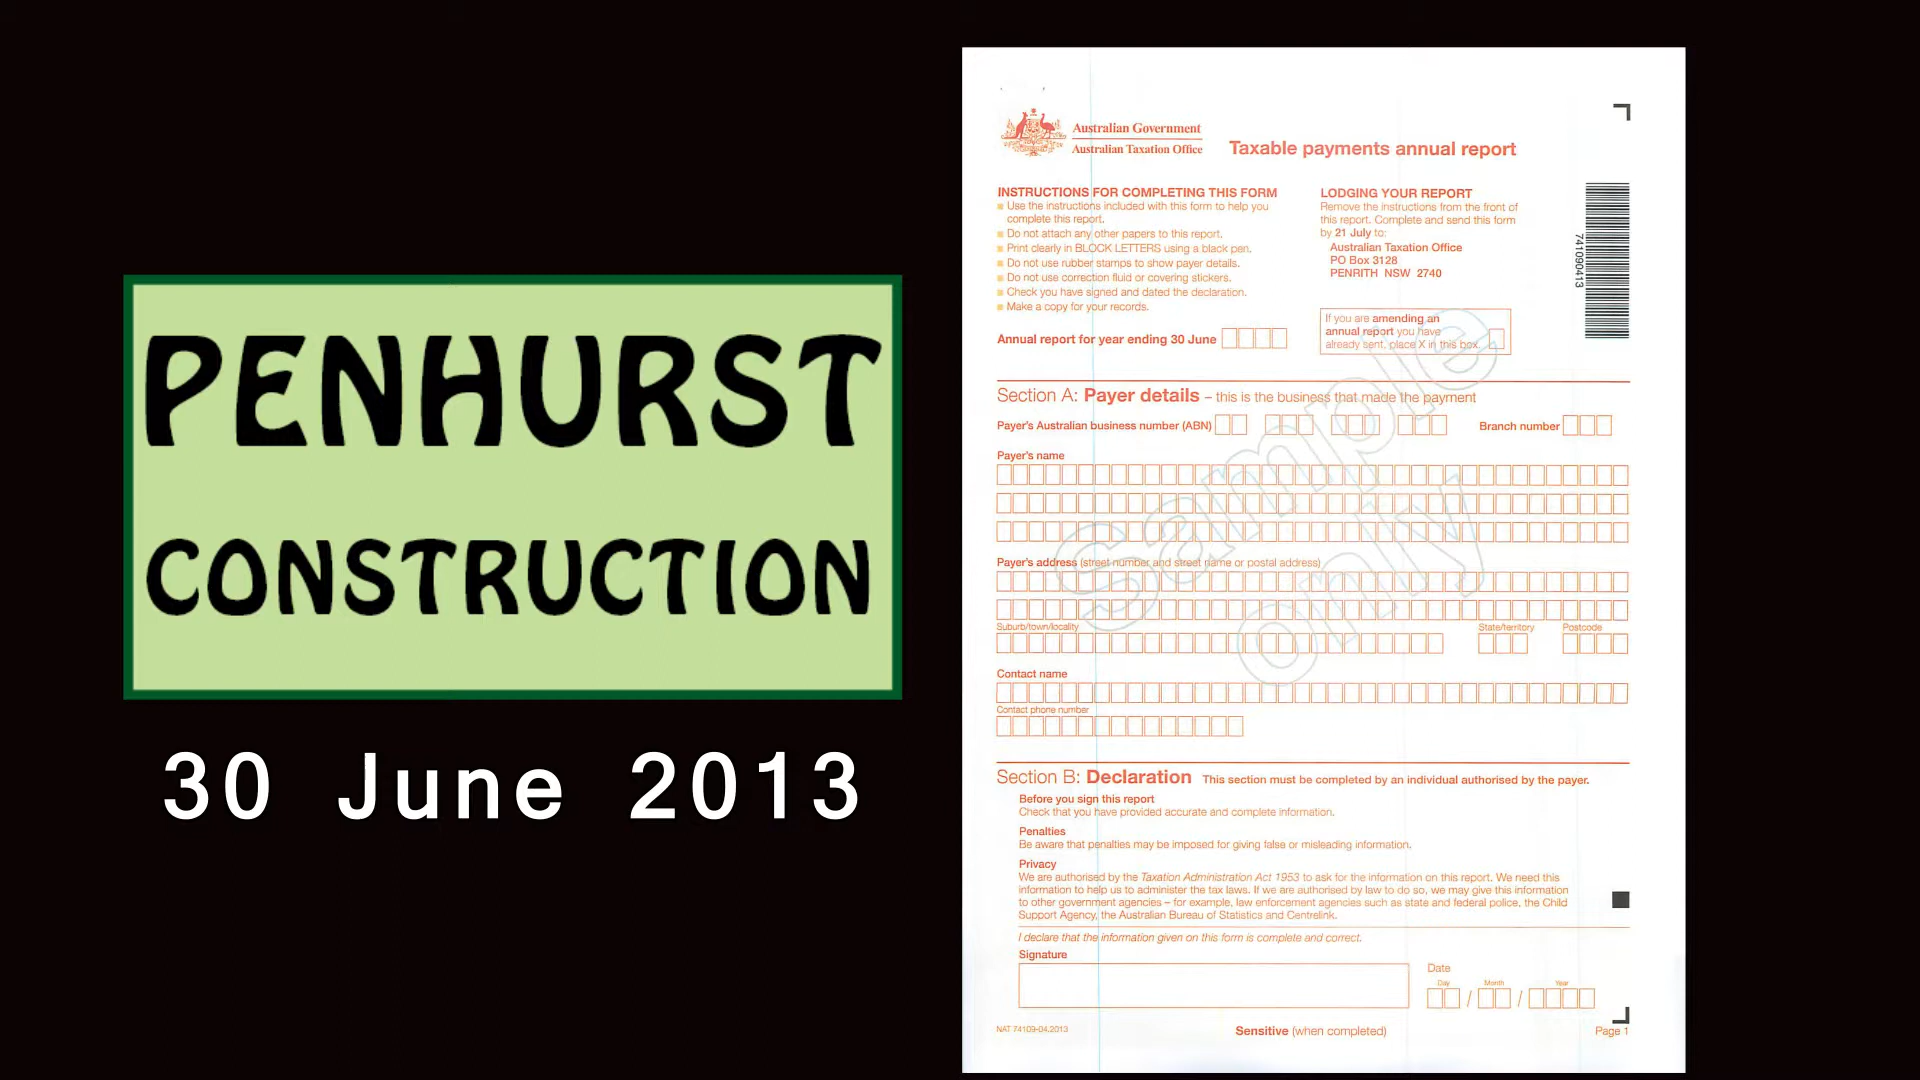 PENHURST
CONSTRUCTION
30 June 2013
Australian Government
Australian Taxation Office
Taxable payments annual report
INSTRUCTIONS FOR COMPLETING THIS FORM
Use the instructions included with this form to help you
complete this report.
Do not attach any other papers to this report.
Print clearly in BLOCK LETTERS using a black pen.
Do not use rubber stamps to show payer details.
Do not use correction fluid or covering stickers.
Check you have signed and dated the declaration.
Make a copy for your records.
Annual report for year ending 30 June
LODGING YOUR REPORT
Remove the instructions from the front of
this report. Complete and send this form
by 21 July to:
Australian Taxation Office
PO Box 3128
PENRITH NSW 2740
If you are amending an
annual report you have
already sent, place X in this box.
741090413
Section A: Payer details – this is the business that made the payment
Payer's Australian business number (ABN)
Branch number
Payer's name
Payer's address (street number and street name or postal address)
Suburb/town/locality
State/territory
Postcode
Contact name
Contact phone number
Sample
only
Section B: Declaration This section must be completed by an individual authorised by the payer.
Before you sign this report
Check that you have provided accurate and complete information.
Penalties
Be aware that penalties may be imposed for giving false or misleading information.
Privacy
We are authorised by the Taxation Administration Act 1953 to ask for the information on this report. We need this
information to help us to administer the tax laws. If we are authorised by law to do so, we may give this information
to other government agencies – for example, law enforcement agencies such as state and federal police, the Child
Support Agency, the Australian Bureau of Statistics and Centrelink.
I declare that the information given on this form is complete and correct.
Signature
Date
Day
Month
Year
/ /
NAT 74109-04.2013
Sensitive (when completed)
Page 1